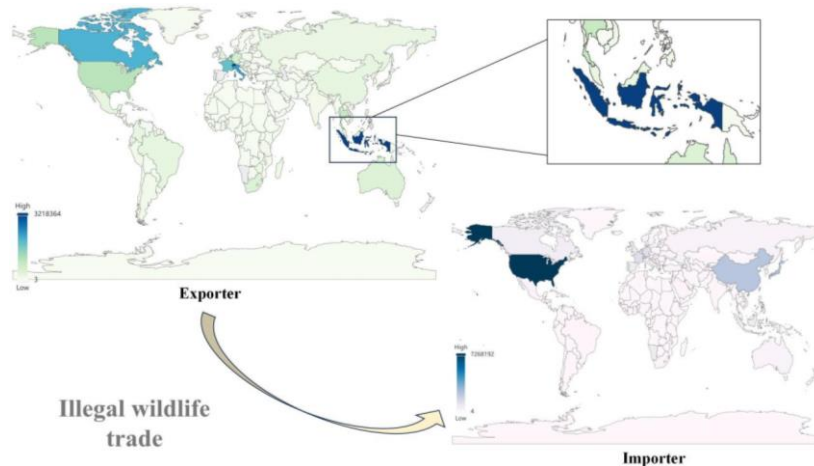 High
3218364
3
Low
Exporter
High
7268192
4
Low
Illegal wildlife
trade
Importer